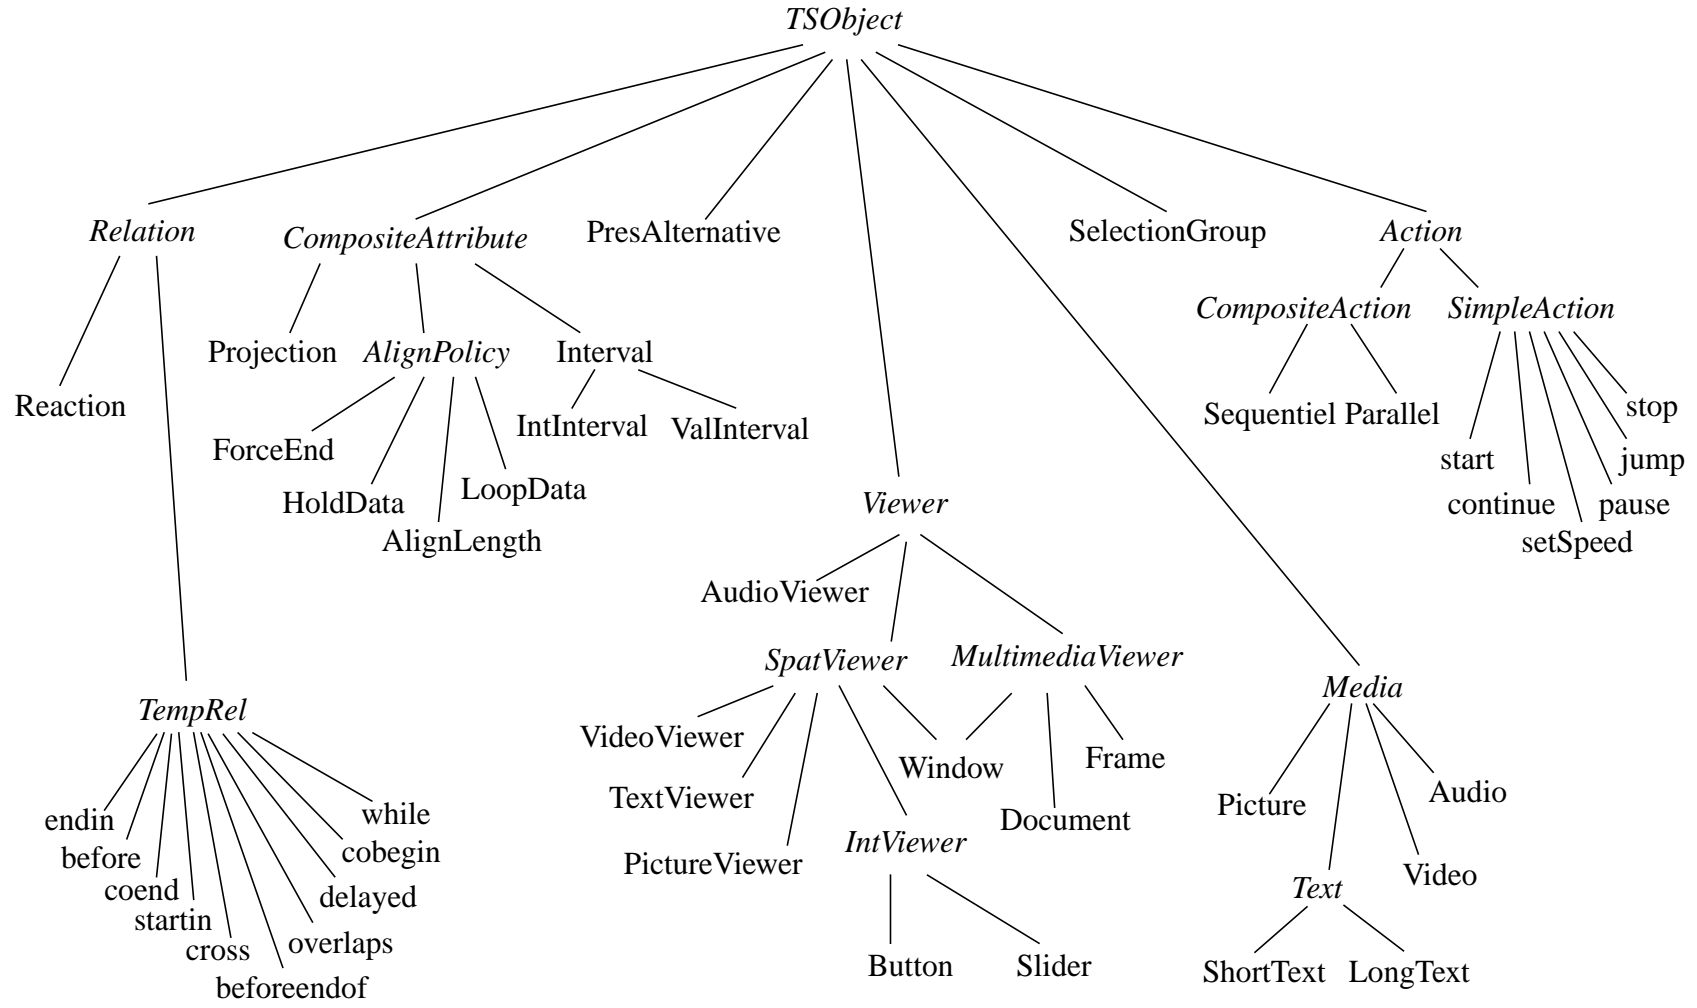 TSObject
Relation
CompositeAttribute
PresAlternative
SelectionGroup
Action
CompositeAction
SimpleAction
Projection
AlignPolicy
Interval
Reaction
Sequentiel
Parallel
stop
IntInterval
ValInterval
ForceEnd
start
jump
HoldData
LoopData
continue
pause
AlignLength
setSpeed
Viewer
AudioViewer
SpatViewer
MultimediaViewer
Media
TempRel
VideoViewer
Window
Frame
TextViewer
Document
Picture
Audio
endin
while
before
cobegin
IntViewer
PictureViewer
Video
coend
delayed
Text
startin
cross
overlaps
beforeendof
Button
Slider
ShortText
LongText